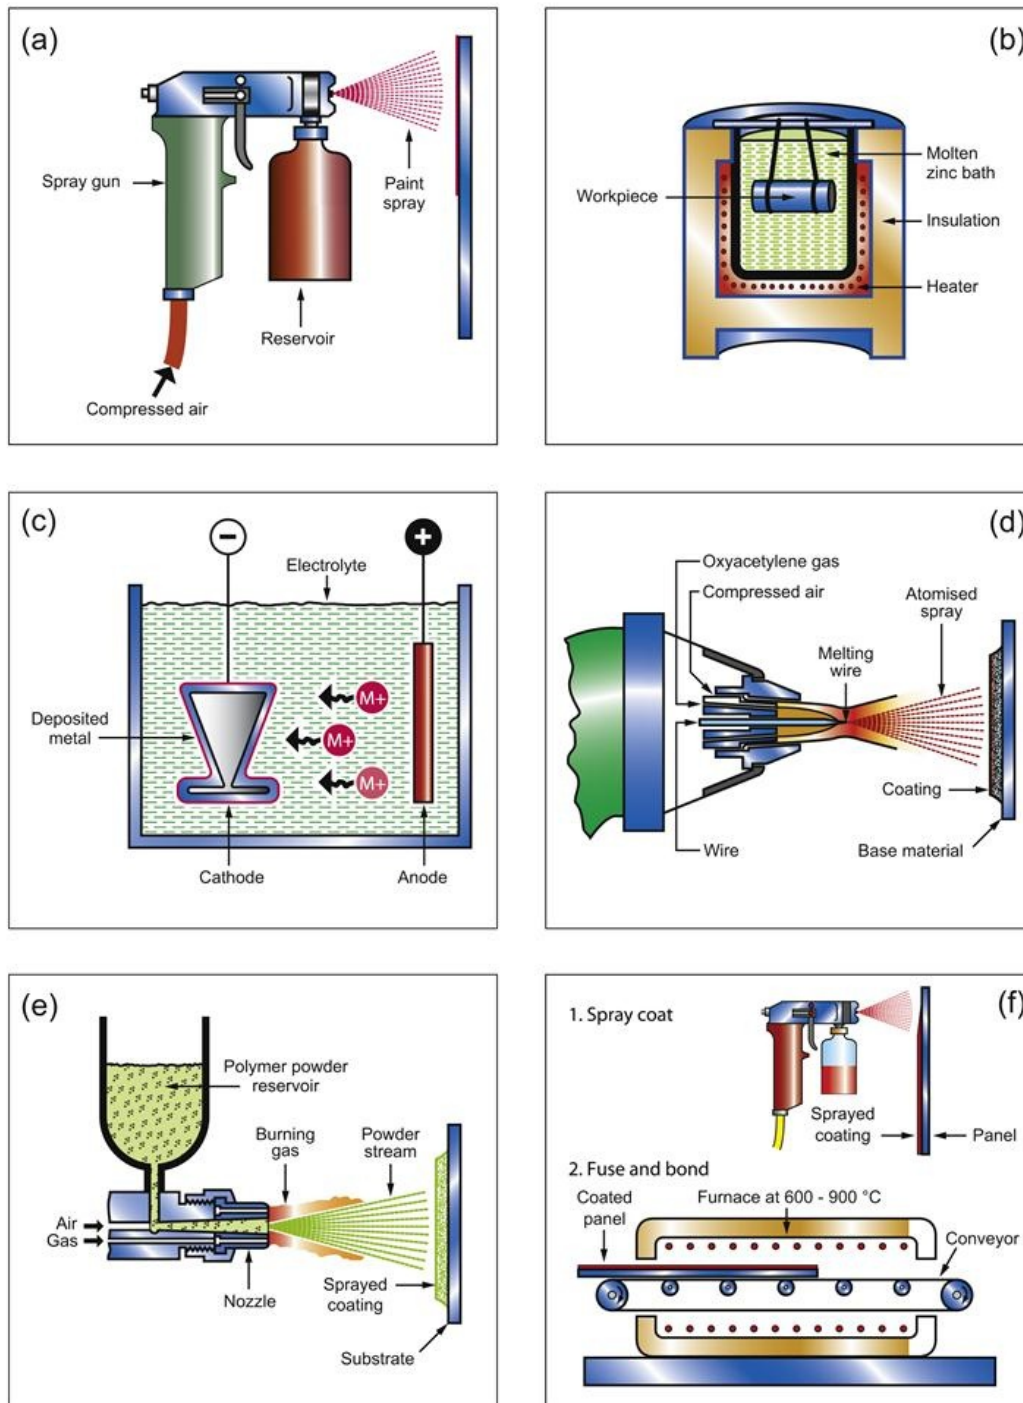 (a)
Spray gun
Paint
spray
Reservoir
Compressed air
(b)
Molten
zinc bath
Workpiece
Insulation
Heater
(c)
−
+
Electrolyte
M+
M+
M+
Deposited
metal
Cathode
Anode
(d)
Oxyacetylene gas
Compressed air
Atomised
spray
Melting
wire
Coating
Wire
Base material
(e)
Polymer powder
reservoir
Burning
gas
Powder
stream
Air
Gas
Nozzle
Sprayed
coating
Substrate
(f)
1. Spray coat
Sprayed
coating
Panel
2. Fuse and bond
Coated
panel
Furnace at 600 - 900 °C
Conveyor